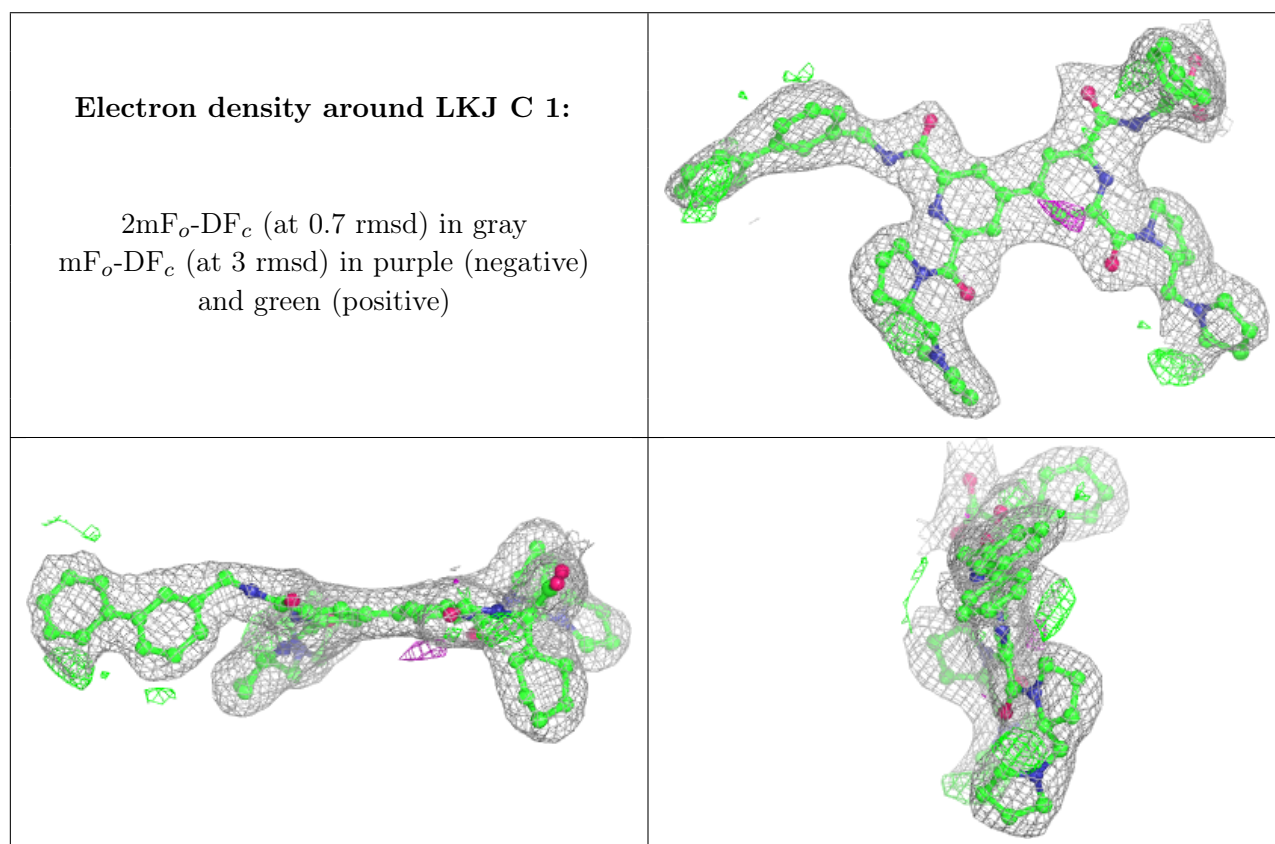 Electron density around LKJ C 1:
2mFo-DFc (at 0.7 rmsd) in gray
mFo-DFc (at 3 rmsd) in purple (negative)
and green (positive)